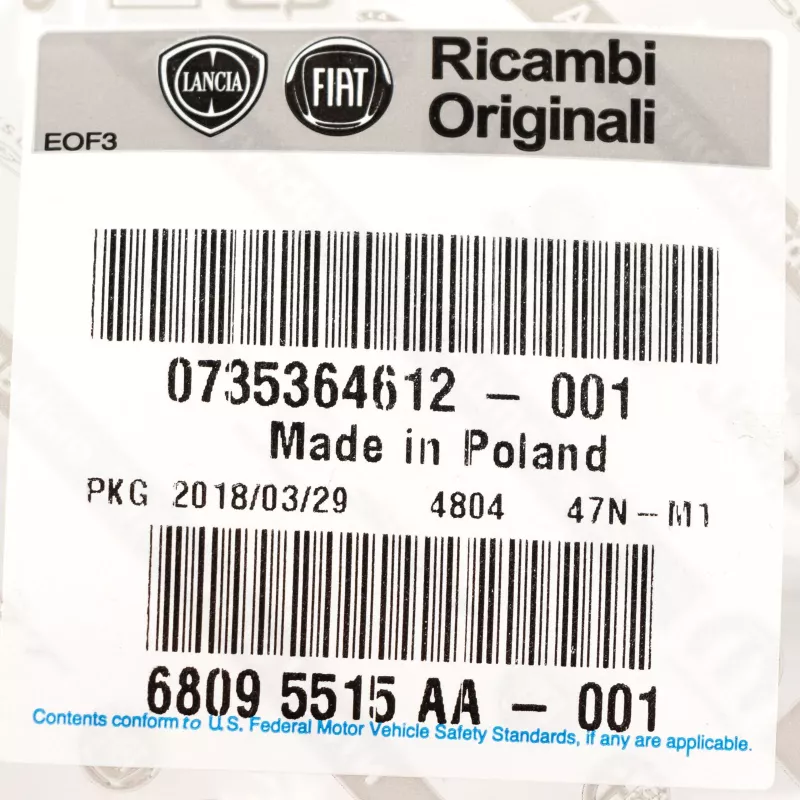 LANCIA FIAT Ricambi
Originali
EOF3
0735364612 - 001
Made in Poland
PKG 2018/03/29 4804 47N-M1
6809 5515 AA - 001
Contents conform to U.S. Federal Motor Vehicle Safety Standards, if any are applicable.